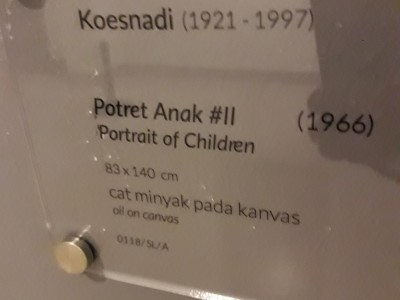 Koesnadi (1921 - 1997)
Potret Anak #II (1966)
Portrait of Children
83 x 140 cm
cat minyak pada kanvas
oil on canvas
0118/SL/A